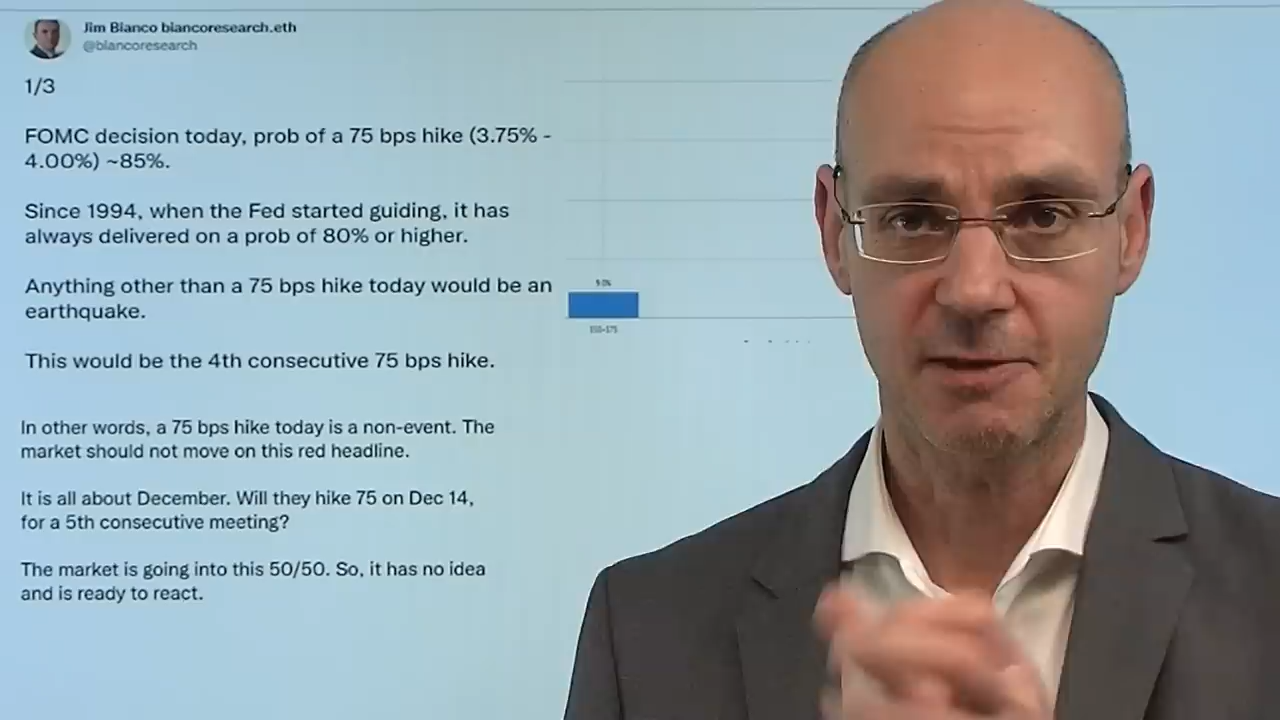 Jim Bianco biancoresearch.eth
@biancoresearch
1/3
FOMC decision today, prob of a 75 bps hike (3.75% -
4.00%) ~85%.
Since 1994, when the Fed started guiding, it has
always delivered on a prob of 80% or higher.
Anything other than a 75 bps hike today would be an
earthquake.
This would be the 4th consecutive 75 bps hike.
In other words, a 75 bps hike today is a non-event. The
market should not move on this red headline.
It is all about December. Will they hike 75 on Dec 14,
for a 5th consecutive meeting?
The market is going into this 50/50. So, it has no idea
and is ready to react.